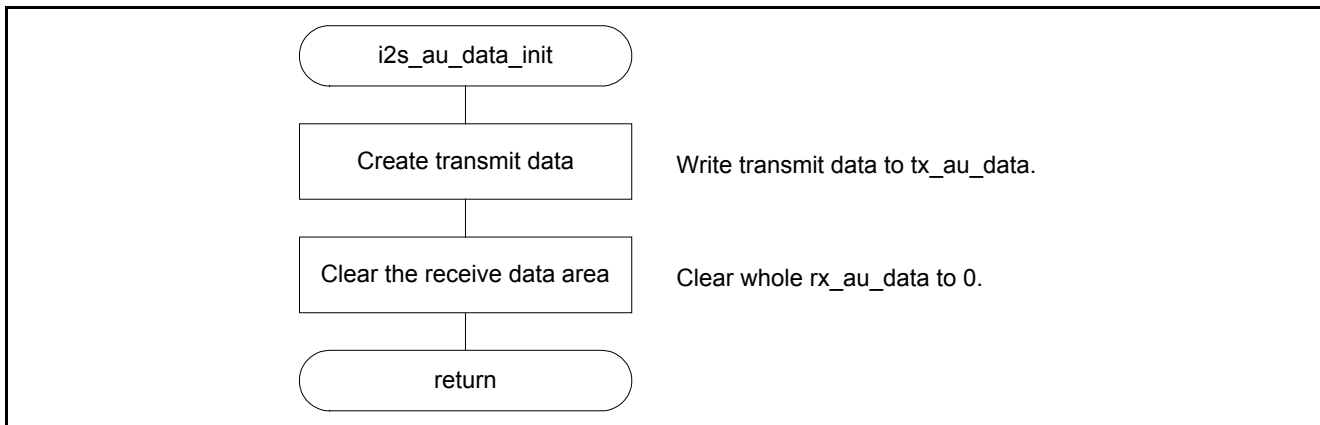 i2s_au_data_init
Create transmit data
Write transmit data to tx_au_data.
Clear the receive data area
Clear whole rx_au_data to 0.
return